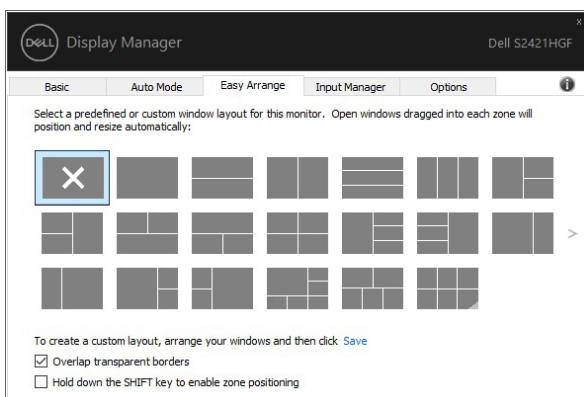 x
DELL Display Manager Dell S2421HGF
Basic Auto Mode Easy Arrange Input Manager Options
Select a predefined or custom window layout for this monitor. Open windows dragged into each zone will
position and resize automatically:
To create a custom layout, arrange your windows and then click Save
Overlap transparent borders
Hold down the SHIFT key to enable zone positioning